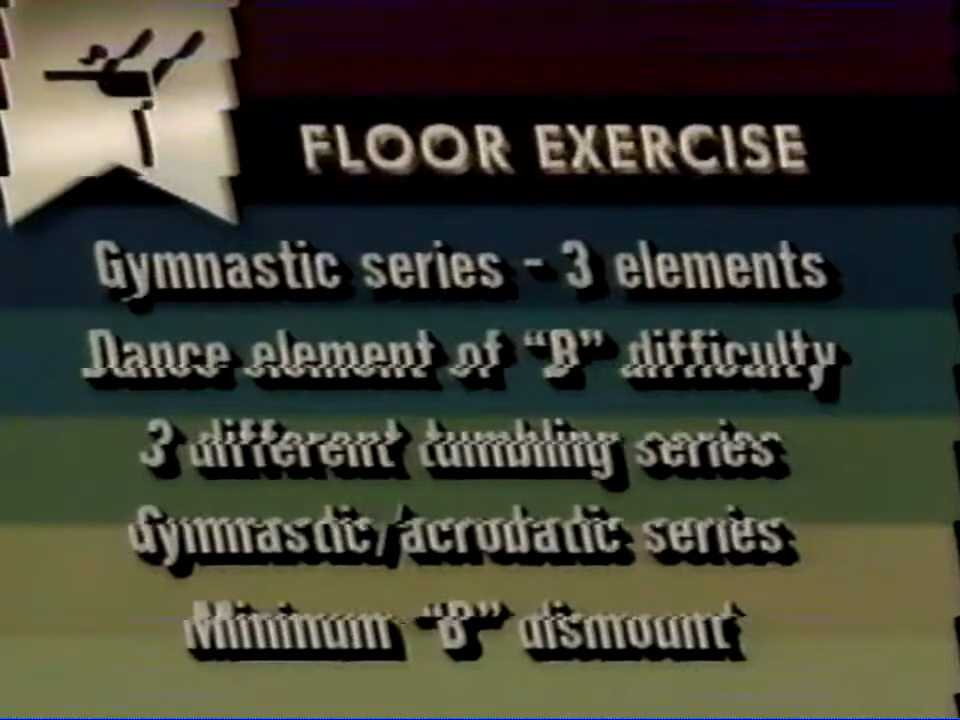 FLOOR EXERCISE
Gymnastic series - 3 elements
Dance element of “B” difficulty
3 different tumbling series
Gymnastic/acrobatic series
Minimum “B” dismount